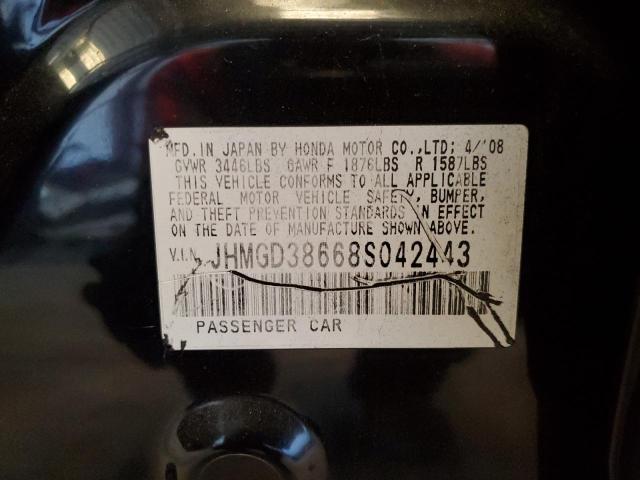 MFD. IN JAPAN BY HONDA MOTOR CO.,LTD; 4/'08
GVWR 3446LBS GAWR F 1876LBS R 1587LBS
THIS VEHICLE CONFORMS TO ALL APPLICABLE
FEDERAL MOTOR VEHICLE SAFETY, BUMPER,
AND THEFT PREVENTION STANDARDS IN EFFECT
ON THE DATE OF MANUFACTURE SHOWN ABOVE.
V.I.N. JHMGD38668S042443
PASSENGER CAR